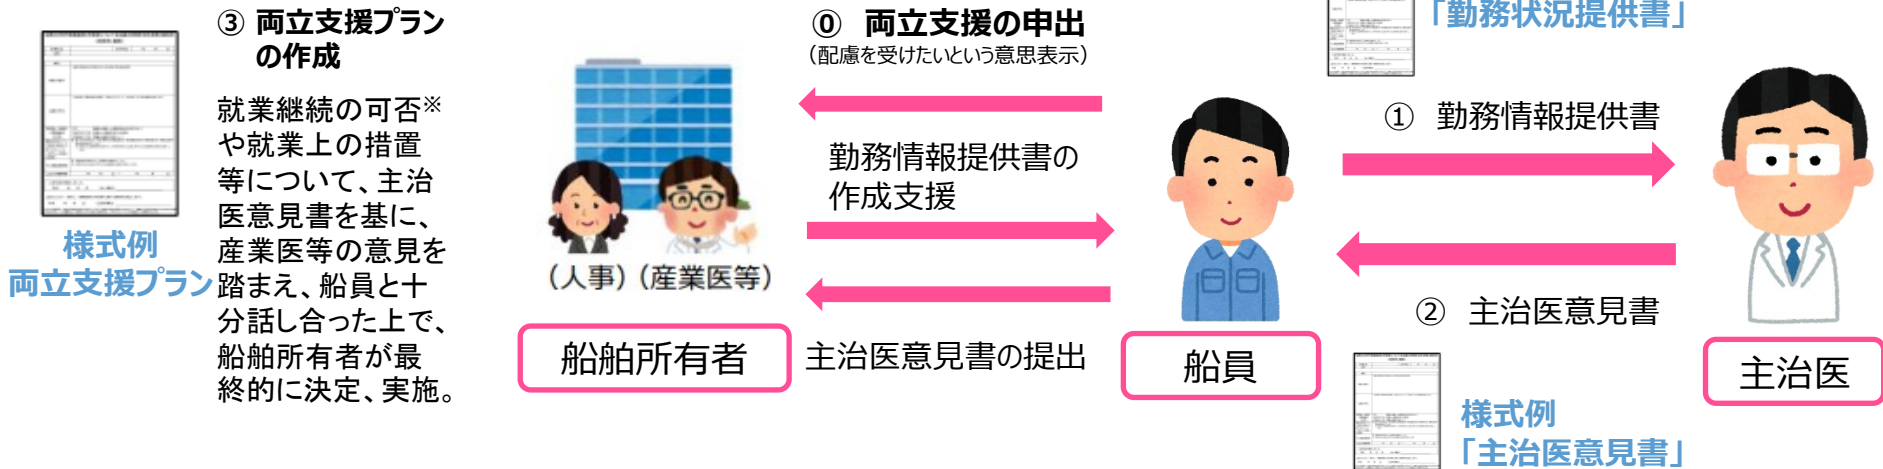 ③ 両立支援プラン
の作成
就業継続の可否※
や就業上の措置
等について、主治
医意見書を基に、
産業医等の意見を
踏まえ、船員と十
分話し合った上で、
船舶所有者が最
終的に決定、実施。
様式例
両立支援プラン
⓪ 両立支援の申出
（配慮を受けたいという意思表示）
勤務情報提供書の
作成支援
（人事）（産業医等）
船舶所有者
主治医意見書の提出
船員
「勤務状況提供書」
① 勤務情報提供書
② 主治医意見書
主治医
様式例
「主治医意見書」